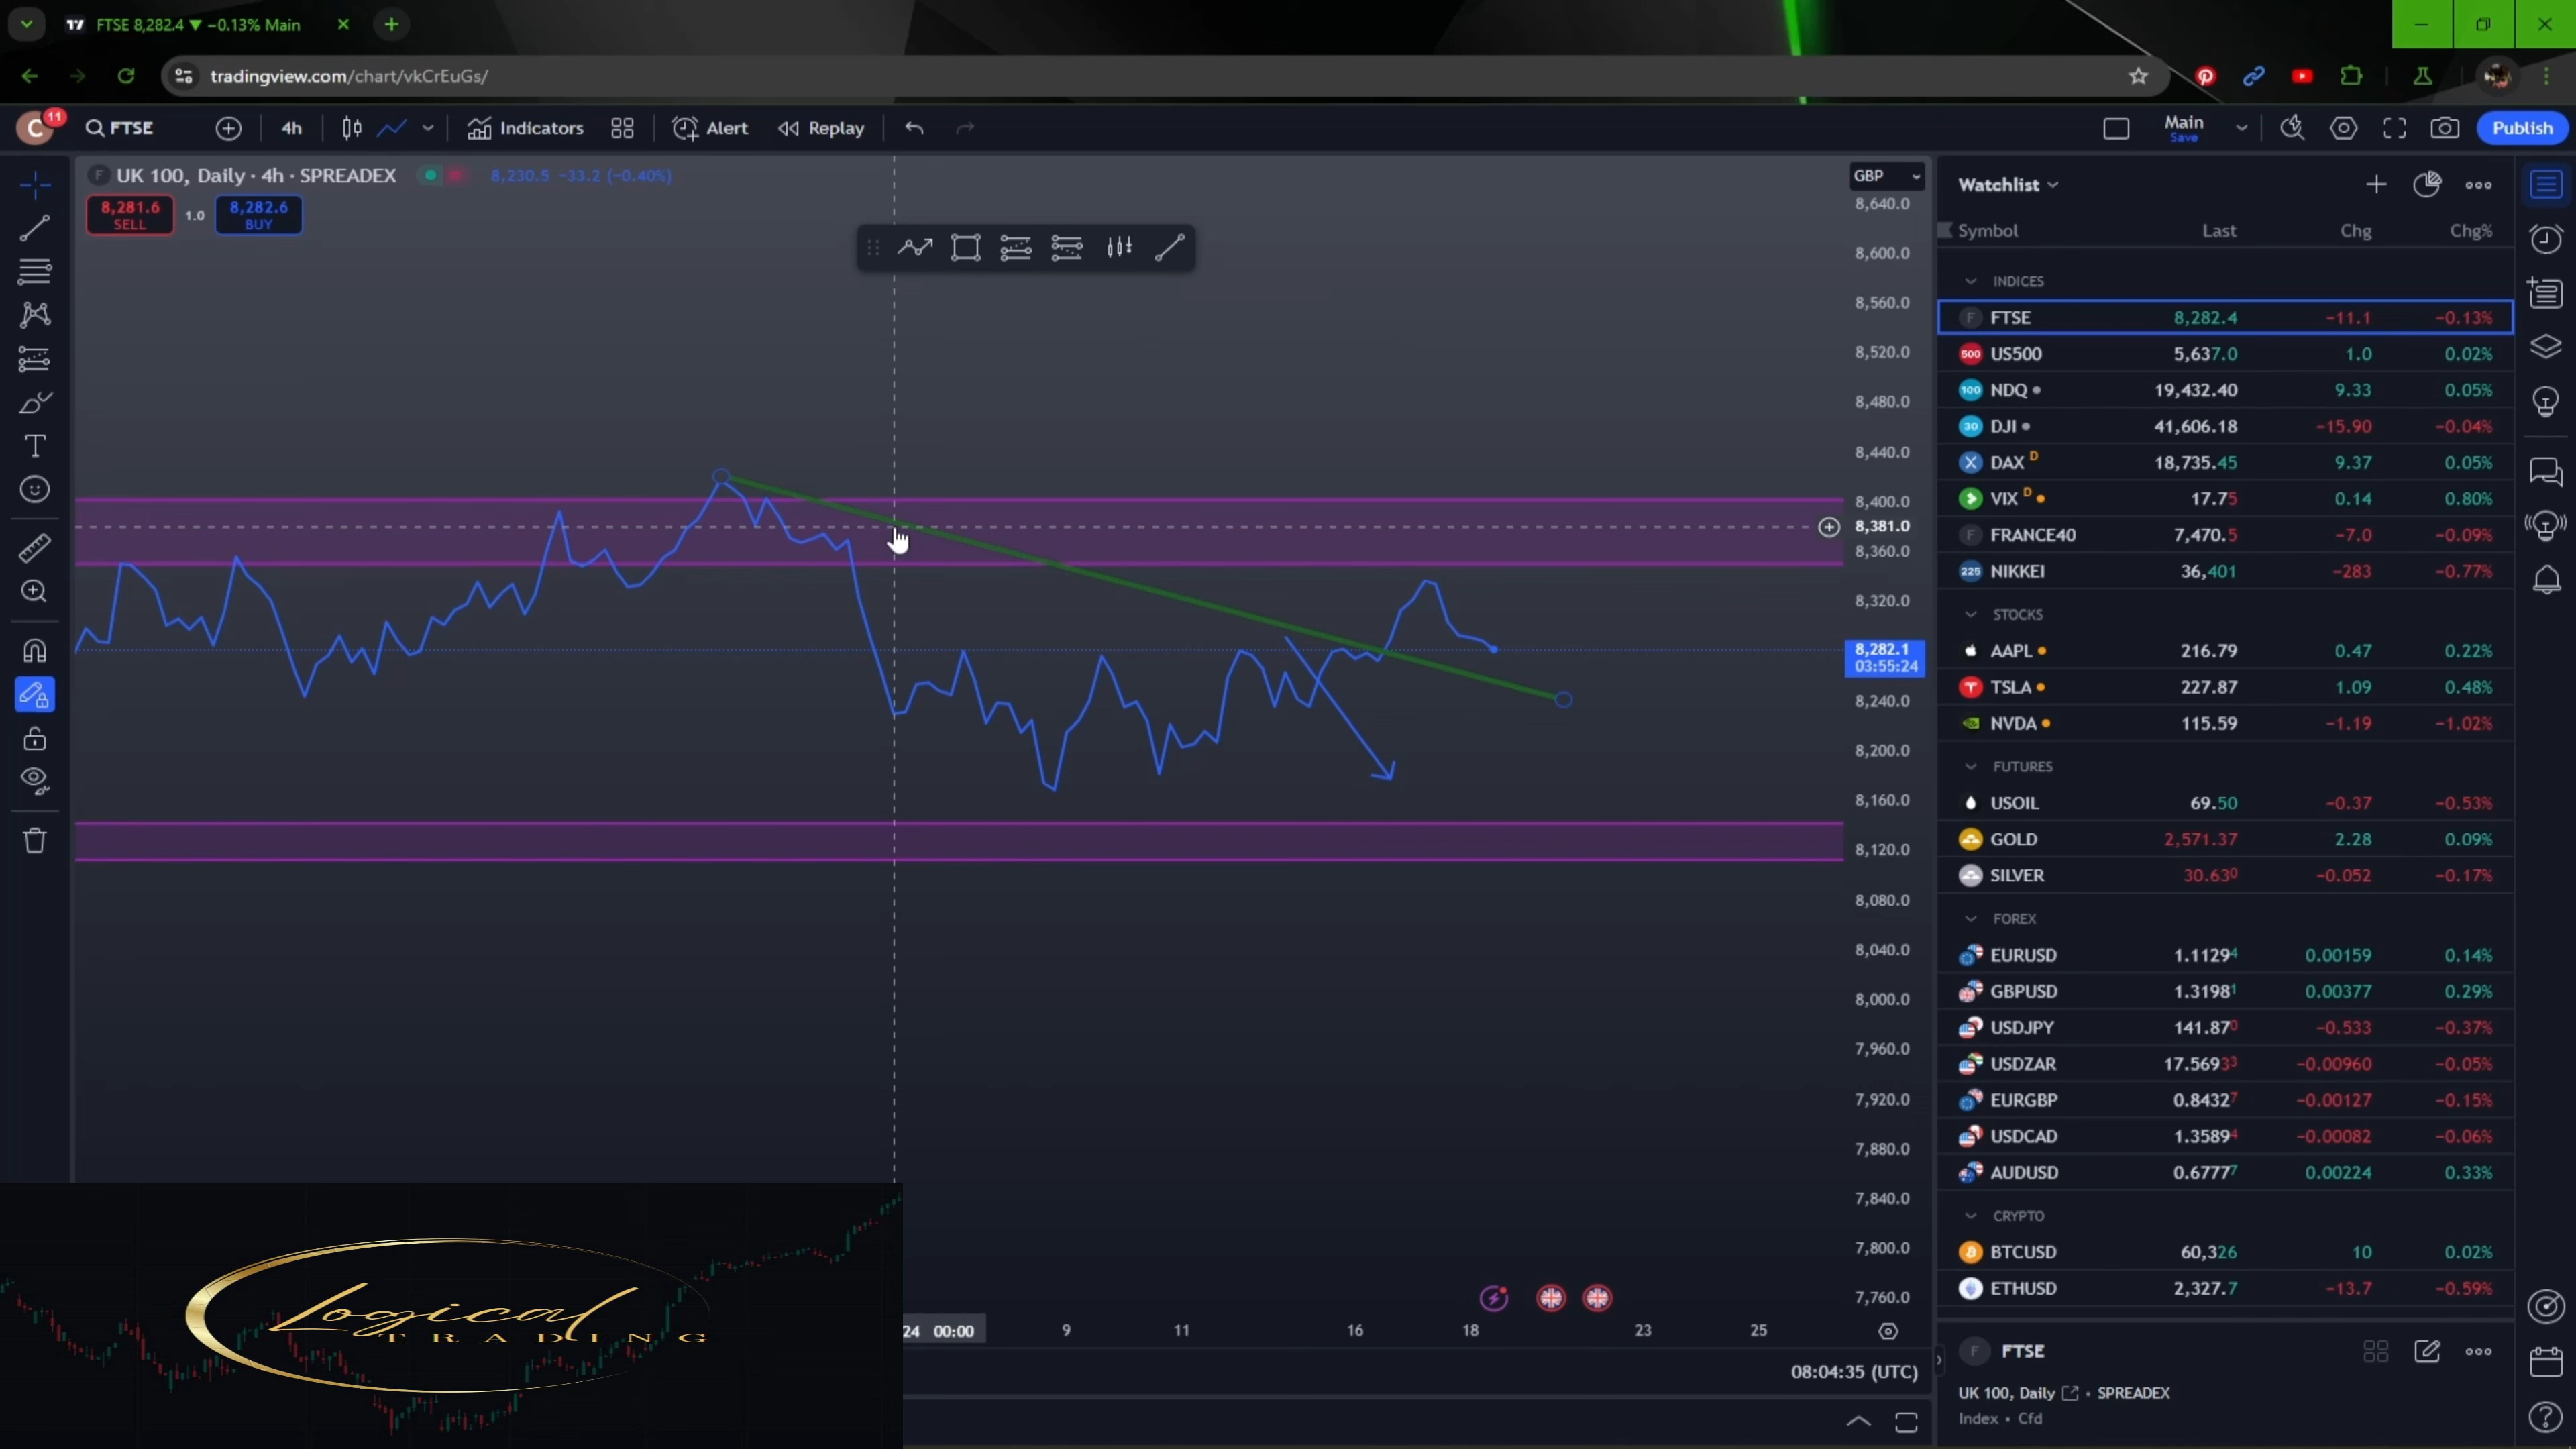 FTSE 8,282.4 ▼ −0.13% Main
tradingview.com/chart/vkCrEuGs/
C 11 FTSE 4h Indicators Alert Replay Main Save Publish
F UK 100, Daily · 4h · SPREADEX 8,230.5 −33.2 (−0.40%)
8,281.6 SELL 1.0 8,282.6 BUY
GBP
8,640.0
8,600.0
8,560.0
8,520.0
8,480.0
8,440.0
8,400.0
8,381.0
8,360.0
8,320.0
8,282.1
03:55:24
8,240.0
8,200.0
8,160.0
8,120.0
8,080.0
8,040.0
8,000.0
7,960.0
7,920.0
7,880.0
7,840.0
7,800.0
7,760.0
24 00:00 9 11 16 18 23 25
08:04:35 (UTC)
Logical
TRADING
Watchlist
Symbol Last Chg Chg%
INDICES
F FTSE 8,282.4 −11.1 −0.13%
500 US500 5,637.0 1.0 0.02%
100 NDQ 19,432.40 9.33 0.05%
30 DJI 41,606.18 −15.90 −0.04%
X DAX D 18,735.45 9.37 0.05%
VIX D 17.75 0.14 0.80%
F FRANCE40 7,470.5 −7.0 −0.09%
225 NIKKEI 36,401 −283 −0.77%
STOCKS
AAPL 216.79 0.47 0.22%
TSLA 227.87 1.09 0.48%
NVDA 115.59 −1.19 −1.02%
FUTURES
USOIL 69.50 −0.37 −0.53%
GOLD 2,571.37 2.28 0.09%
SILVER 30.630 −0.052 −0.17%
FOREX
EURUSD 1.11294 0.00159 0.14%
GBPUSD 1.31981 0.00377 0.29%
USDJPY 141.870 −0.533 −0.37%
USDZAR 17.56933 −0.00960 −0.05%
EURGBP 0.84327 −0.00127 −0.15%
USDCAD 1.35894 −0.00082 −0.06%
AUDUSD 0.67777 0.00224 0.33%
CRYPTO
BTCUSD 60,326 10 0.02%
ETHUSD 2,327.7 −13.7 −0.59%
F FTSE
UK 100, Daily • SPREADEX
Index • Cfd